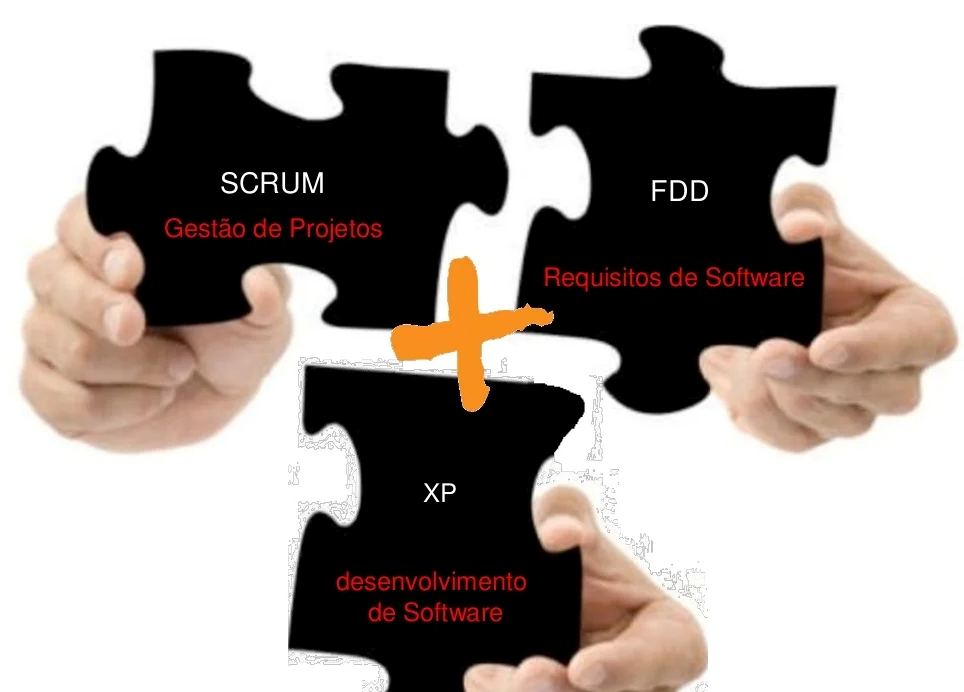 SCRUM
Gestão de Projetos
FDD
Requisitos de Software
XP
desenvolvimento
de Software